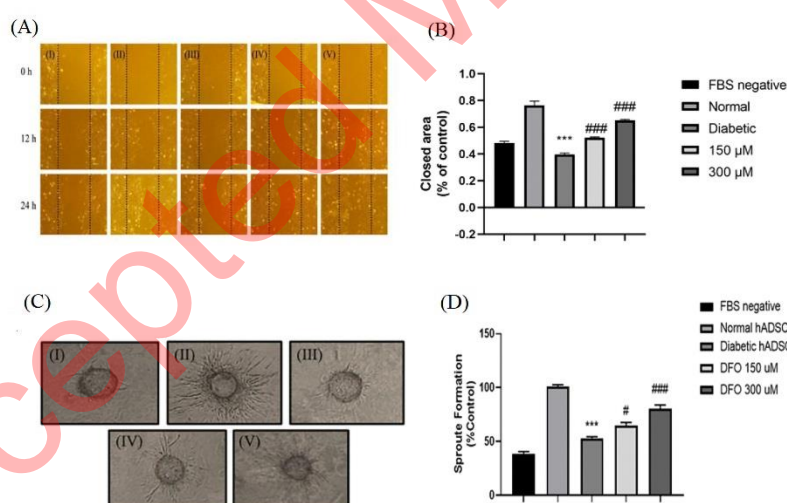 (A)
(I) (II) (III) (IV) (V)
0 h
12 h
24 h
(B)
1.0
0.8
0.6
0.4
0.2
0.0
-0.2
Closed area
(% of control)
***
###
###
FBS negative
Normal
Diabetic
150 µM
300 µM
(C)
(I) (II) (III)
(IV) (V)
(D)
150
100
50
0
Sproute Formation
(%Control)
***
#
###
FBS negative
Normal hADSC
Diabetic hADSC
DFO 150 uM
DFO 300 uM
cepted M